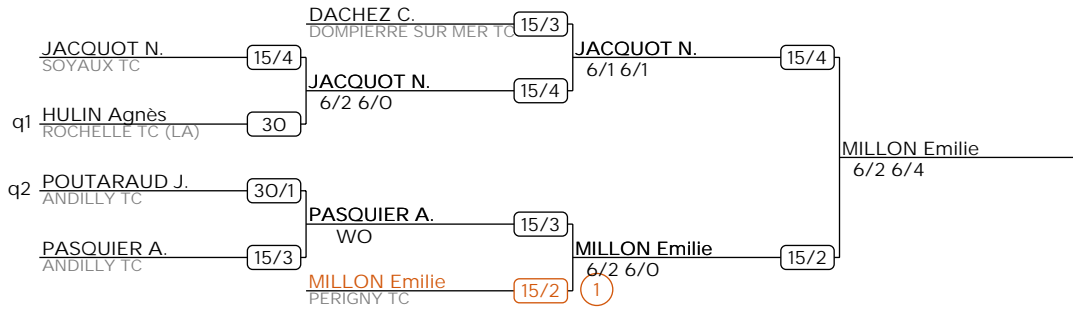 DACHEZ C. 15/3
DOMPIERRE SUR MER TC
JACQUOT N. 15/4
SOYAUX TC
JACQUOT N. 15/4
6/1 6/1
JACQUOT N. 15/4
6/2 6/0
q1 HULIN Agnès 30
ROCHELLE TC (LA)
MILLON Emilie
6/2 6/4
q2 POUTARAUD J. 30/1
ANDILLY TC
PASQUIER A. 15/3
WO
PASQUIER A. 15/3
ANDILLY TC
MILLON Emilie 15/2
6/2 6/0
MILLON Emilie 15/2 1
PERIGNY TC